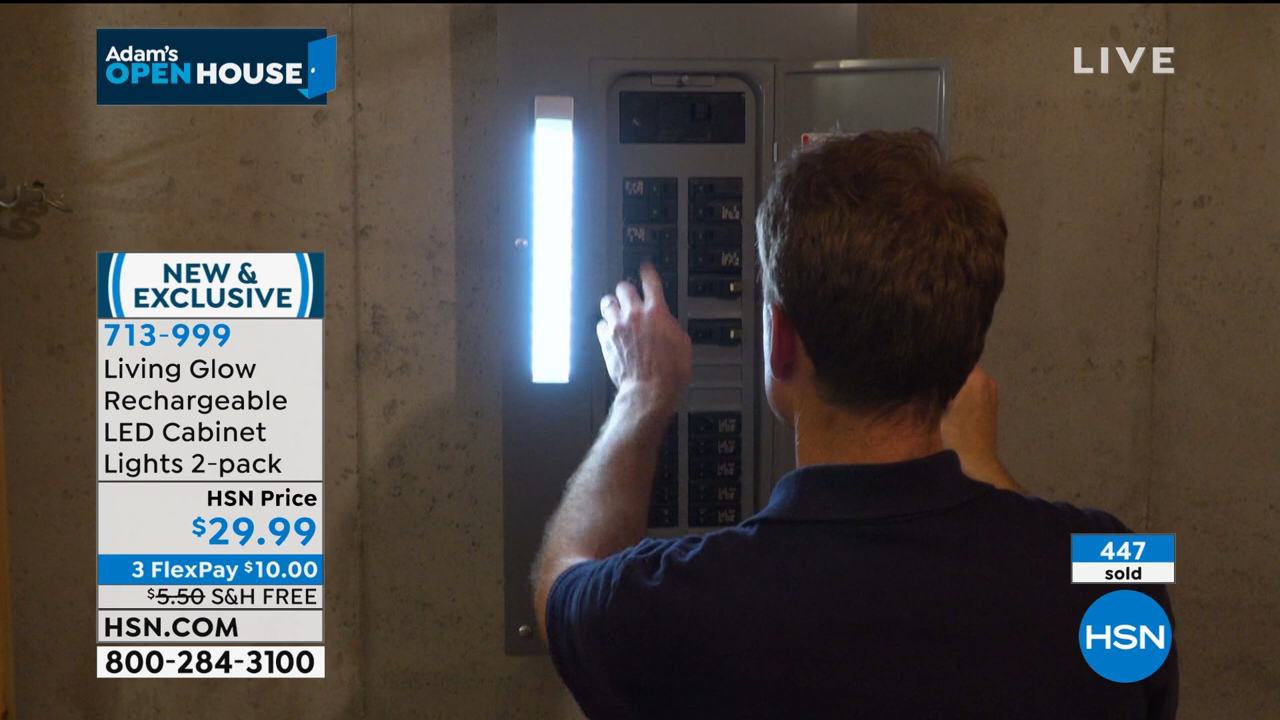 Adam's
OPEN HOUSE
LIVE
NEW &
EXCLUSIVE
713-999
Living Glow
Rechargeable
LED Cabinet
Lights 2-pack
HSN Price
$29.99
3 FlexPay $10.00
$5.50 S&H FREE
HSN.COM
800-284-3100
447
sold
HSN